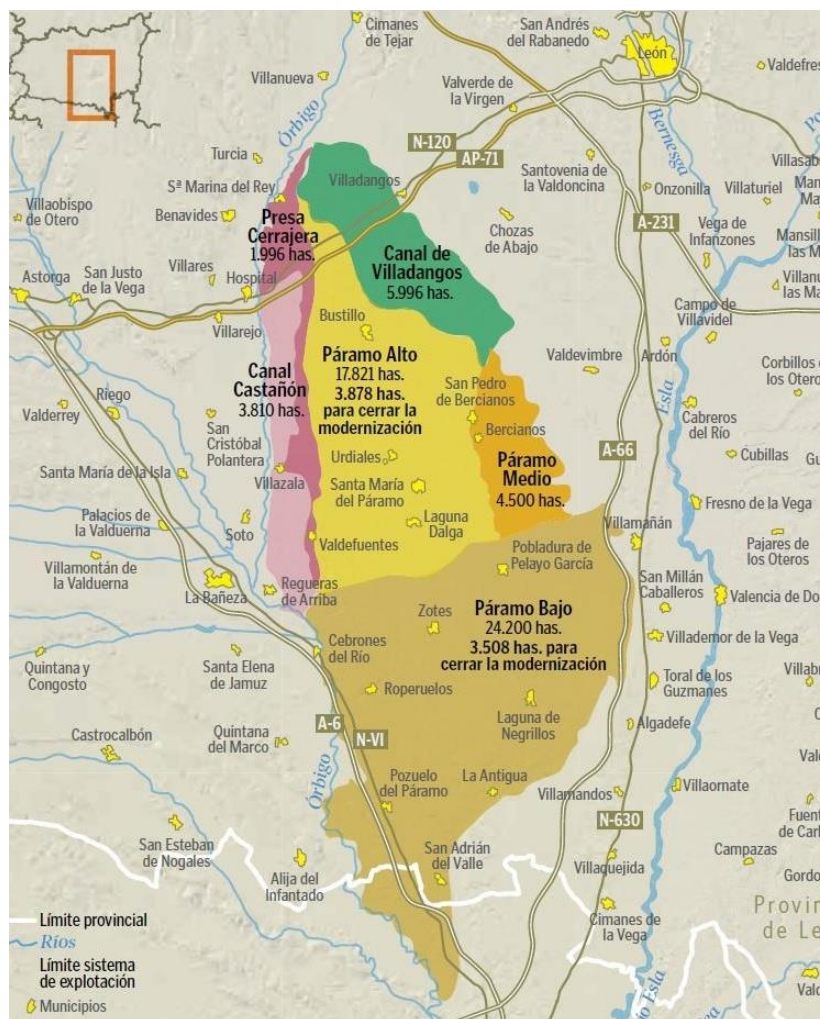 Cimanes
de Tejar
San Andrés
del Rabanedo
León
Villanueva
Valverde de
la Virgen
Órbigo
Bernesga
N-120
AP-71
Turcia
Villadangos
Santovenia de
la Valdoncina
Onzonilla
Villaturiel
Villaobispo
de Otero
Sª Marina del Rey
Benavides
Presa
Cerrajera
1.996 has.
Chozas
de Abajo
A-231
Vega de
Infanzones
Canal de
Villadangos
5.996 has.
Astorga
San Justo
de la Vega
Villares
Hospital
Villarejo
Bustillo
Campo de
Villavidel
Ardón
Valdevimbre
Corbillos de
los Otero
Canal
Castañón
3.810 has.
Páramo Alto
17.821 has.
3.878 has.
para cerrar la
modernización
San Pedro
de Bercianos
Bercianos
Esla
Cabreros
del Río
Valderrey
Riego
San
Cristóbal
Polantera
A-66
Cubillas
Urdiales
Páramo
Medio
4.500 has.
Santa María de la Isla
Villazala
Santa María
del Páramo
Fresno de la Vega
Palacios de
la Valduerna
Soto
Laguna
Dalga
Villamañán
Pajares de
los Oteros
Villamontán de
la Valduerna
Valdefuentes
Pobladura de
Pelayo García
La Bañeza
Regueras
de Arriba
San Millán
Caballeros
Valencia de Do
Zotes
Páramo Bajo
24.200 has.
3.508 has. para
cerrar la modernización
Villademor de la Vega
Quintana y
Congosto
Santa Elena
de Jamuz
Cebrones
del Río
Roperuelos
Toral de los
Guzmanes
Laguna de
Negrillos
Algadefe
A-6
N-VI
Castrocalbón
Quintana
del Marco
Órbigo
Pozuelo
del Páramo
La Antigua
Villamandos
Villaornate
N-630
San Esteban
de Nogales
Alija del
Infantado
San Adrián
del Valle
Villaquejida
Campazas
Cimanes de
la Vega
Límite provincial
Ríos
Límite sistema
de explotación
Municipios